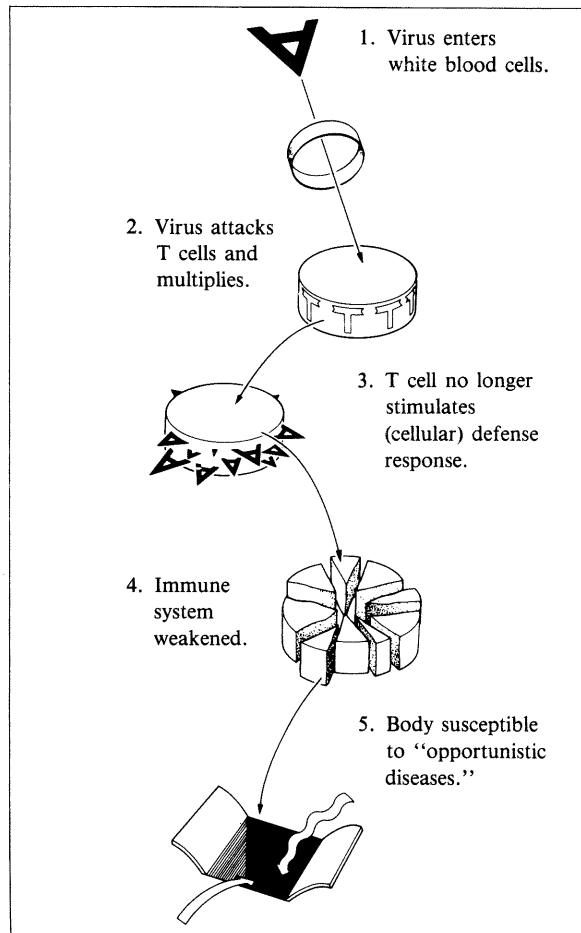 1. Virus enters
white blood cells.
2. Virus attacks
T cells and
multiplies.
T T T T
3. T cell no longer
stimulates
(cellular) defense
response.
4. Immune
system
weakened.
5. Body susceptible
to “opportunistic
diseases.”